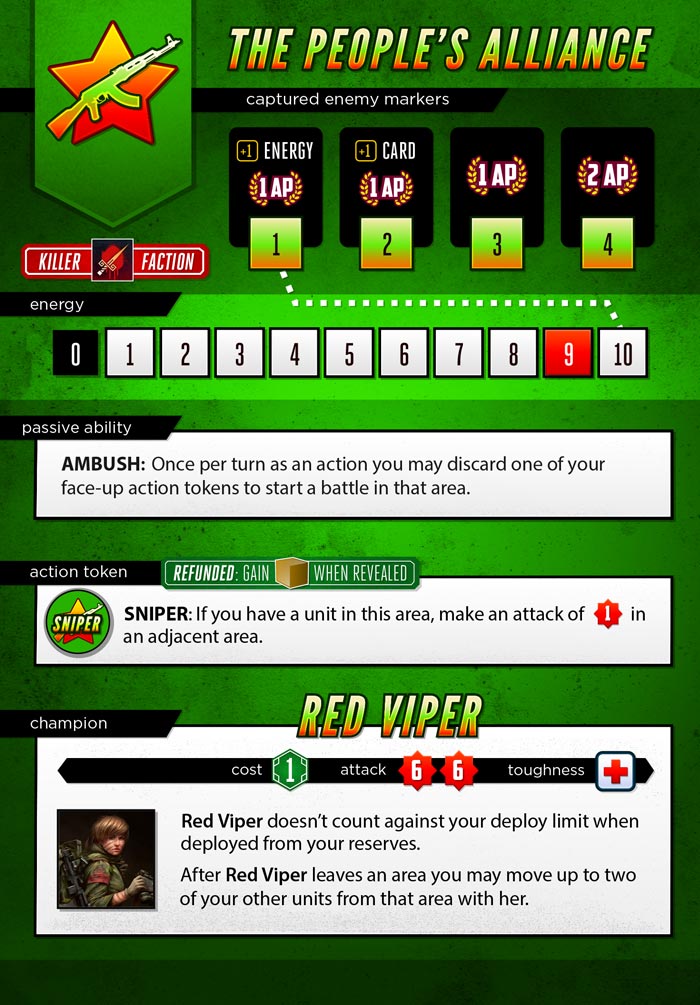 THE PEOPLE'S ALLIANCE
captured enemy markers
+1 ENERGY
1 AP
1
+1 CARD
1 AP
2
1 AP
3
2 AP
4
KILLER FACTION
energy
0 1 2 3 4 5 6 7 8 9 10
passive ability
AMBUSH: Once per turn as an action you may discard one of your
face-up action tokens to start a battle in that area.
action token
REFUNDED: GAIN WHEN REVEALED
SNIPER
SNIPER: If you have a unit in this area, make an attack of 1 in
an adjacent area.
RED VIPER
champion
cost 1 attack 6 6 toughness
Red Viper doesn't count against your deploy limit when
deployed from your reserves.
After Red Viper leaves an area you may move up to two
of your other units from that area with her.